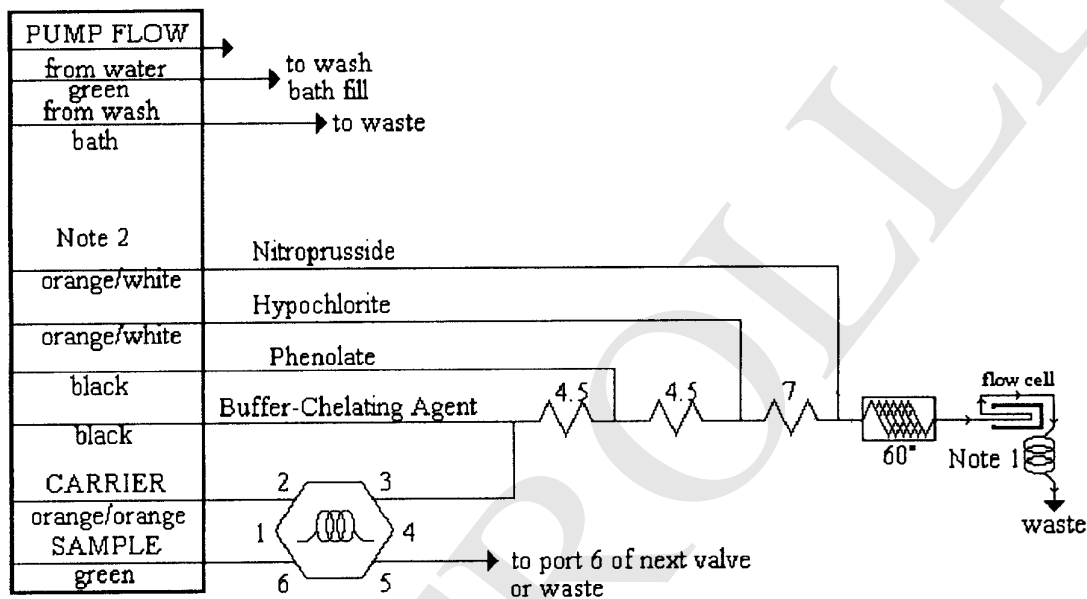 PUMP FLOW
from water
green
to wash
bath fill
from wash
bath
to waste
Note 2
Nitroprusside
orange/white
Hypochlorite
orange/white
Phenolate
black
Buffer-Chelating Agent
black
4.5
4.5
7
60°
flow cell
Note 1
waste
CARRIER
orange/orange
SAMPLE
green
2
3
1
4
6
5
to port 6 of next valve
or waste